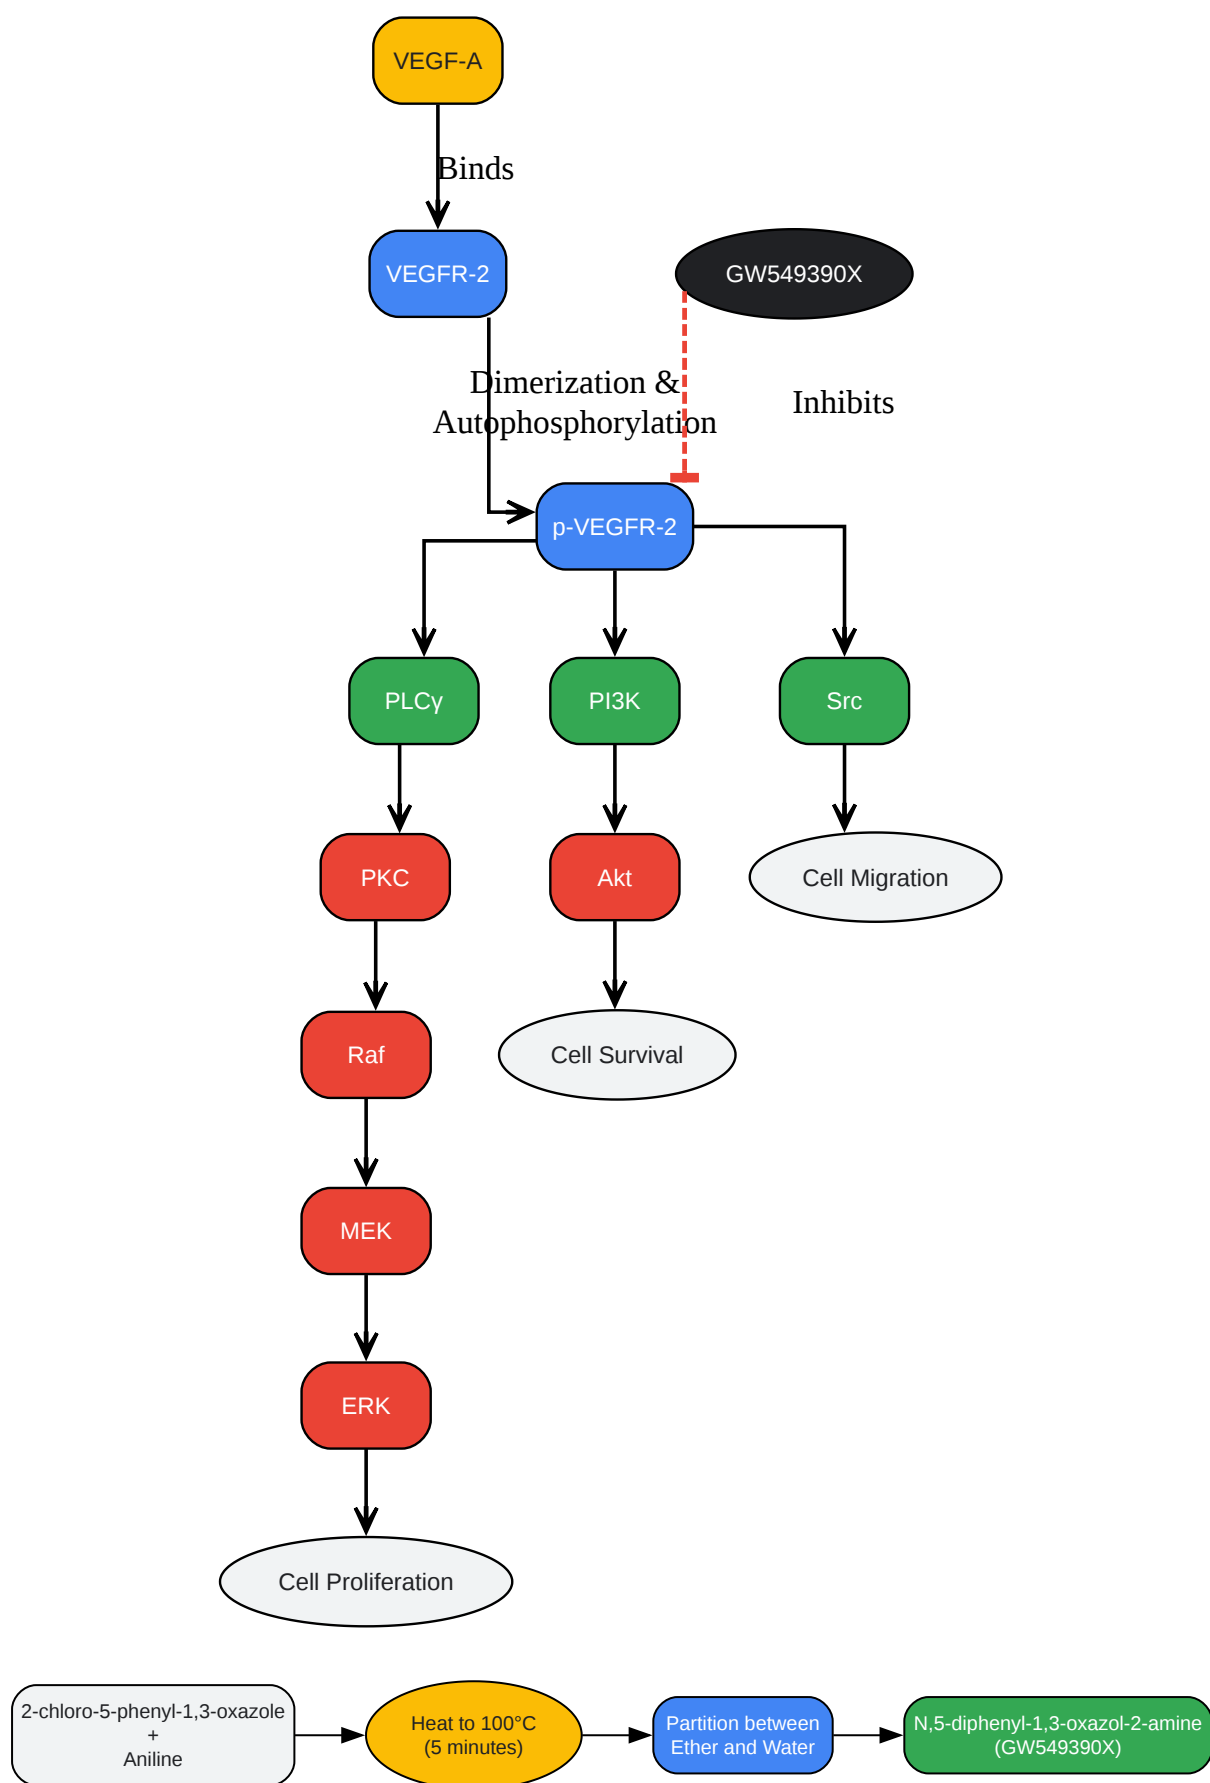 VEGF-A
Binds
VEGFR-2
GW549390X
Dimerization &
Autophosphorylation
Inhibits
p-VEGFR-2
PLCγ
PI3K
Src
PKC
Akt
Cell Migration
Raf
Cell Survival
MEK
ERK
Cell Proliferation
2-chloro-5-phenyl-1,3-oxazole
+
Aniline
Heat to 100°C
(5 minutes)
Partition between
Ether and Water
N,5-diphenyl-1,3-oxazol-2-amine
(GW549390X)